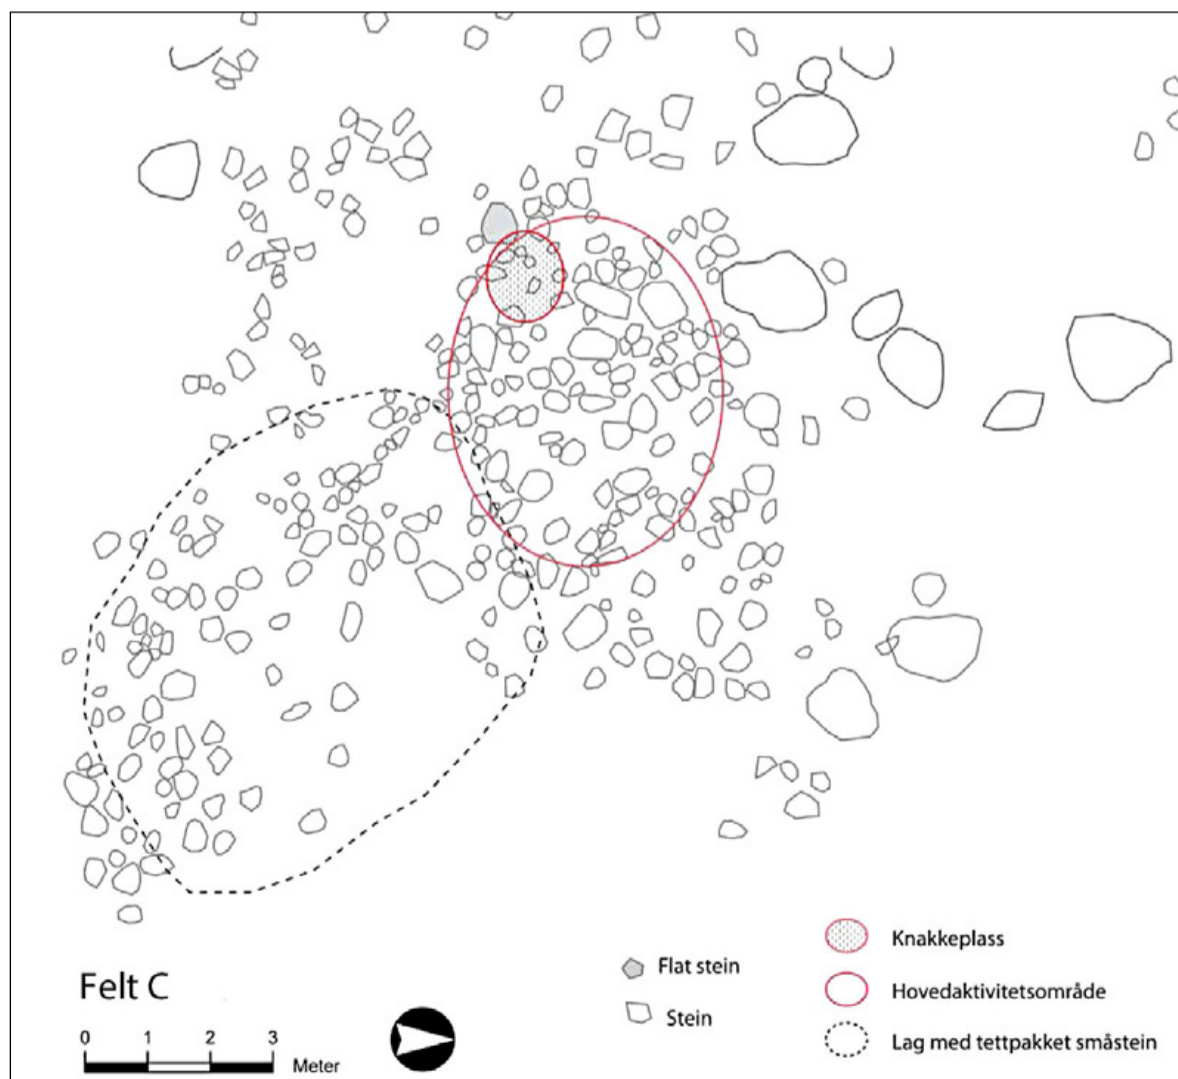 Felt C
0 1 2 3
Meter
Flat stein
Stein
Knakkeplass
Hovedaktivitetsområde
Lag med tettpakket småstein